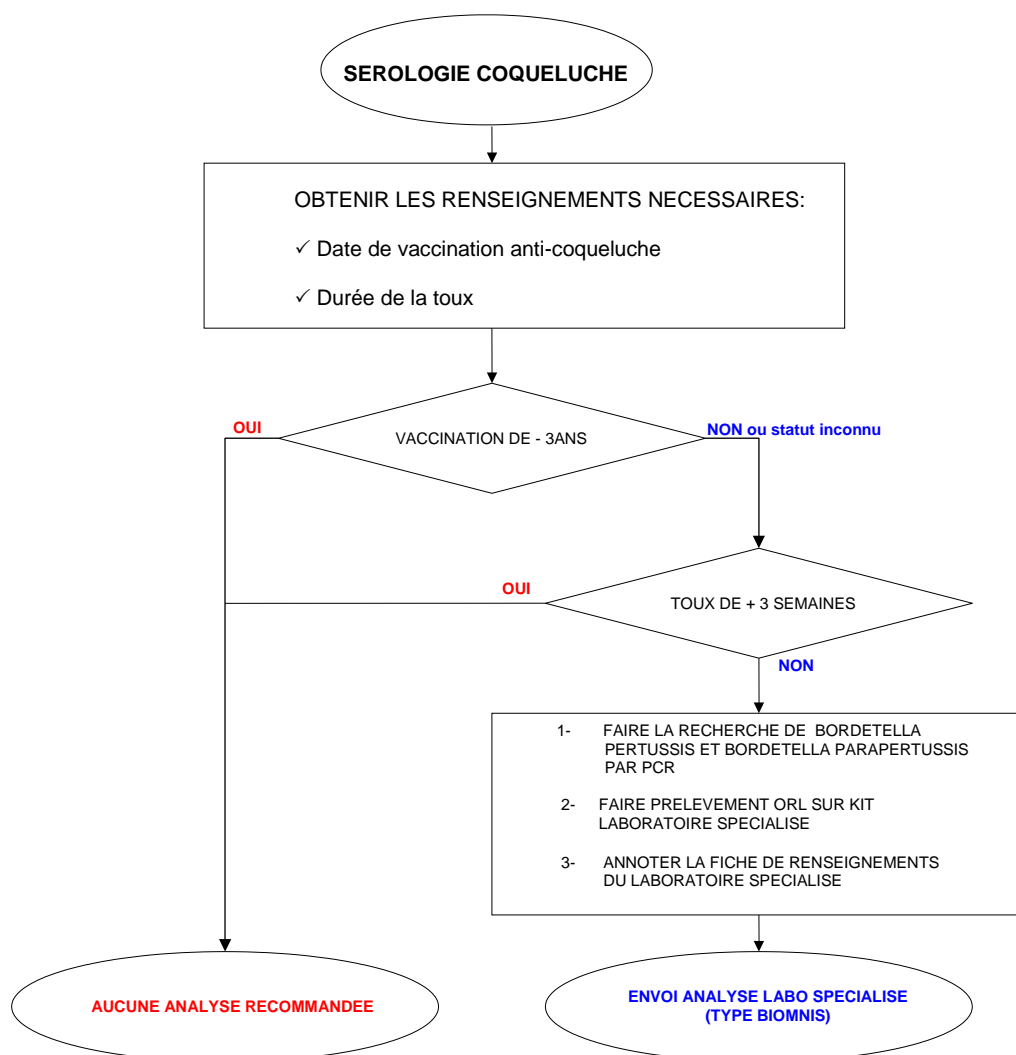 SEROLOGIE COQUELUCHE
OBTENIR LES RENSEIGNEMENTS NECESSAIRES:
✓ Date de vaccination anti-coqueluche
✓ Durée de la toux
OUI
VACCINATION DE - 3ANS
NON ou statut inconnu
OUI
TOUX DE + 3 SEMAINES
NON
1- FAIRE LA RECHERCHE DE BORDETELLA
PERTUSSIS ET BORDETELLA PARAPERTUSSIS
PAR PCR
2- FAIRE PRELEVEMENT ORL SUR KIT
LABORATOIRE SPECIALISE
3- ANNOTER LA FICHE DE RENSEIGNEMENTS
DU LABORATOIRE SPECIALISE
AUCUNE ANALYSE RECOMMANDEE
ENVOI ANALYSE LABO SPECIALISE
(TYPE BIOMNIS)